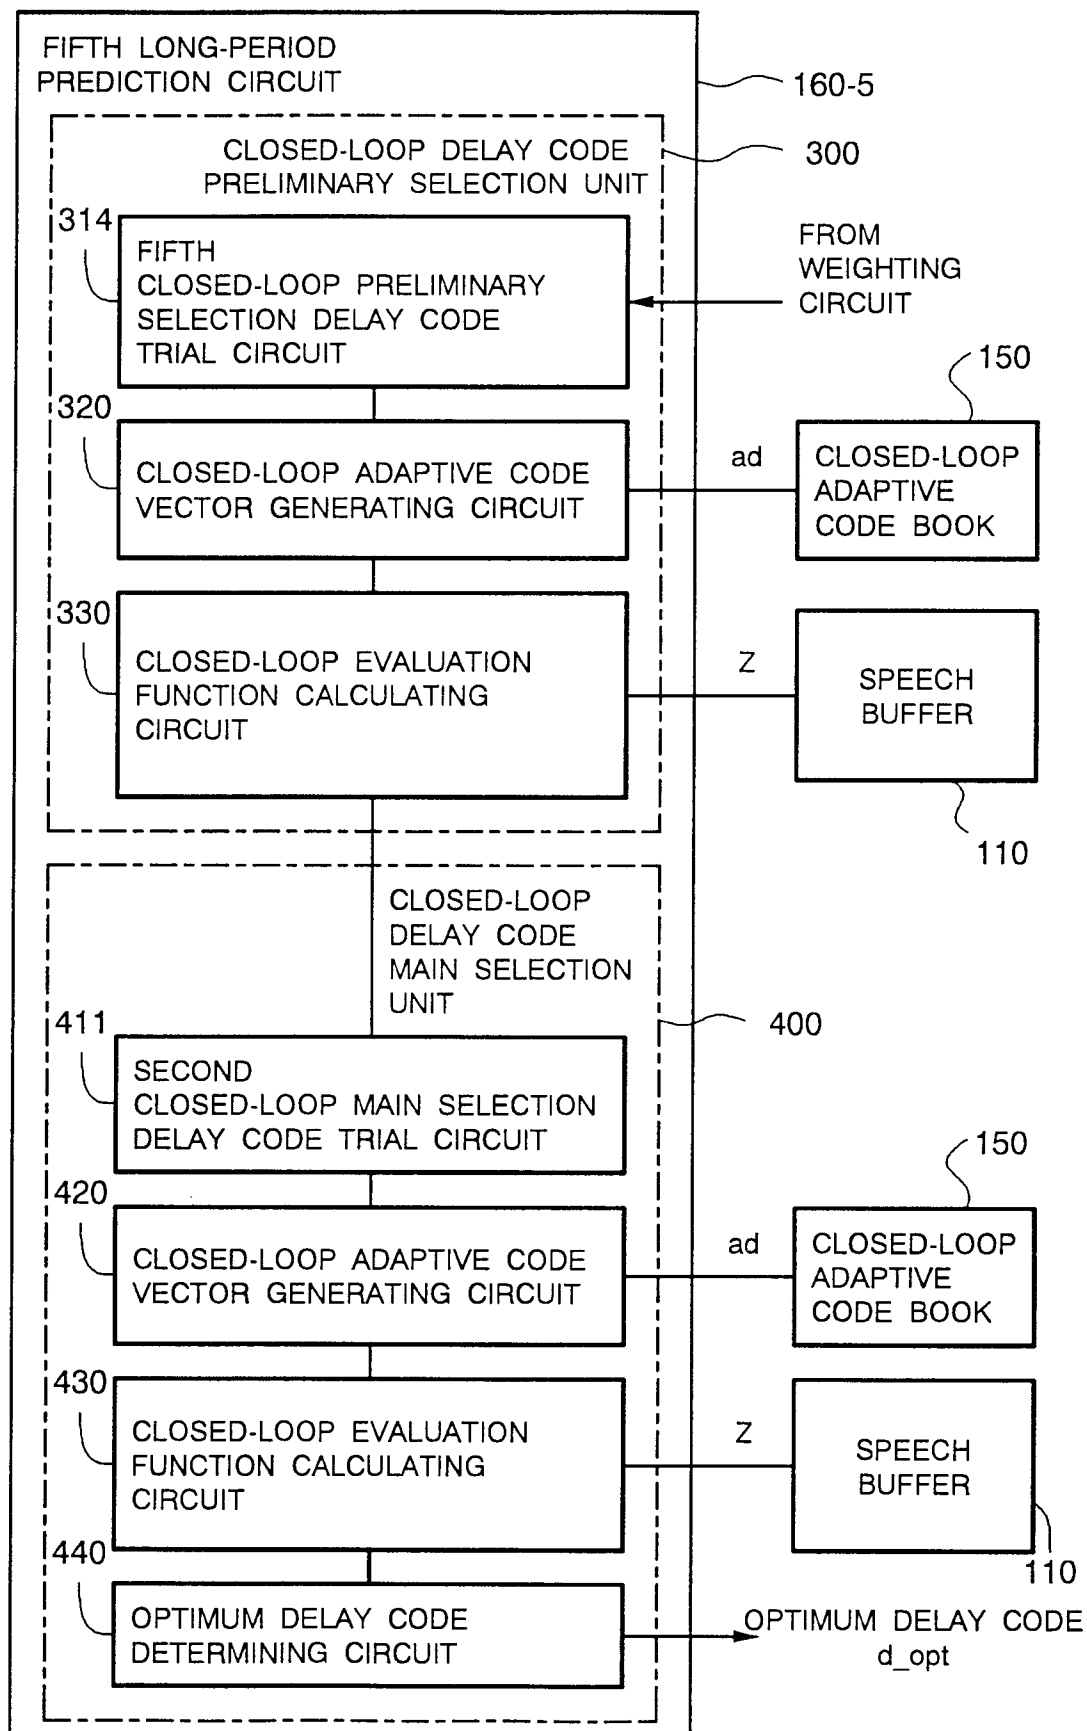 FIFTH LONG-PERIOD
PREDICTION CIRCUIT
160-5
CLOSED-LOOP DELAY CODE
PRELIMINARY SELECTION UNIT
300
314
FIFTH
CLOSED-LOOP PRELIMINARY
SELECTION DELAY CODE
TRIAL CIRCUIT
FROM
WEIGHTING
CIRCUIT
320
CLOSED-LOOP ADAPTIVE CODE
VECTOR GENERATING CIRCUIT
ad
150
CLOSED-LOOP
ADAPTIVE
CODE BOOK
330
CLOSED-LOOP EVALUATION
FUNCTION CALCULATING
CIRCUIT
Z
SPEECH
BUFFER
110
CLOSED-LOOP
DELAY CODE
MAIN SELECTION
UNIT
400
411
SECOND
CLOSED-LOOP MAIN SELECTION
DELAY CODE TRIAL CIRCUIT
420
CLOSED-LOOP ADAPTIVE CODE
VECTOR GENERATING CIRCUIT
ad
150
CLOSED-LOOP
ADAPTIVE
CODE BOOK
430
CLOSED-LOOP EVALUATION
FUNCTION CALCULATING
CIRCUIT
Z
SPEECH
BUFFER
110
440
OPTIMUM DELAY CODE
DETERMINING CIRCUIT
OPTIMUM DELAY CODE
d_opt